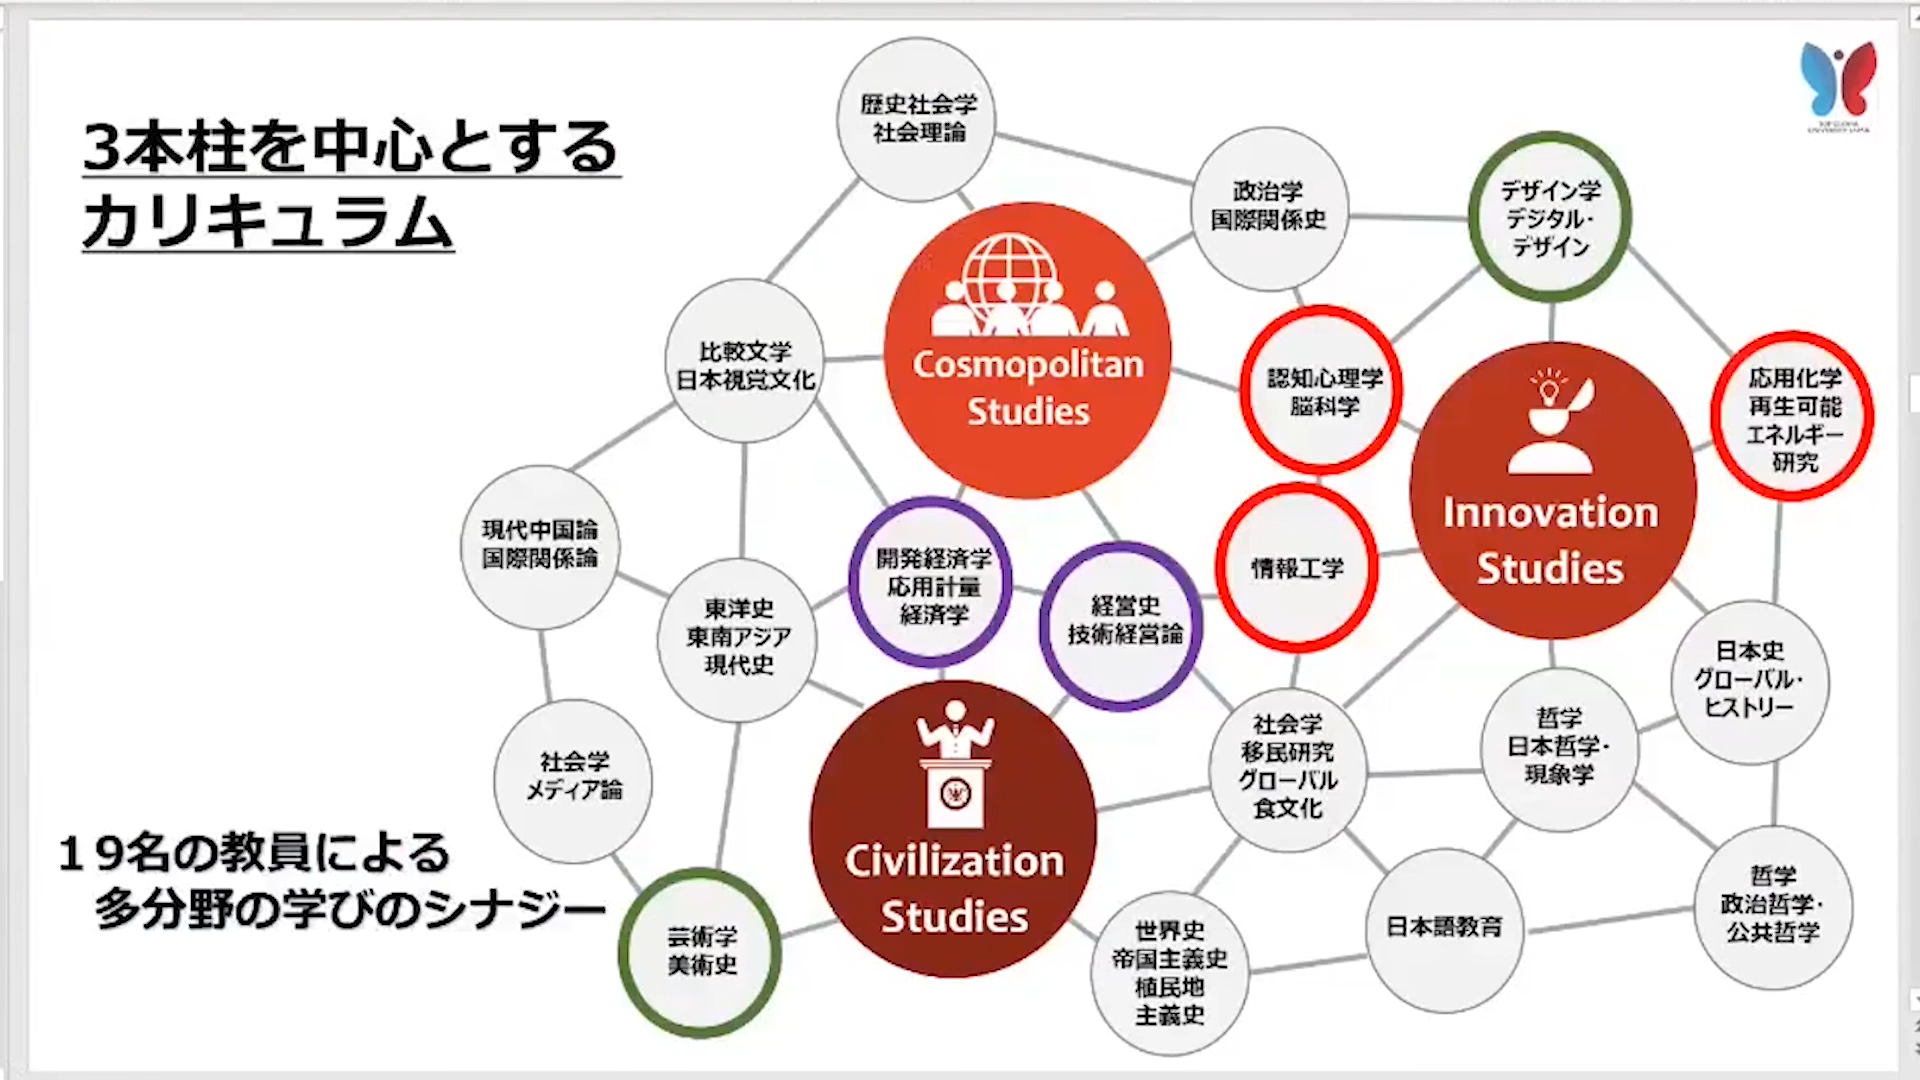 3本柱を中心とする
カリキュラム
歴史社会学
社会理論
政治学
国際関係史
デザイン学
デジタル・
デザイン
比較文学
日本視覚文化
Cosmopolitan
Studies
認知心理学
脳科学
応用化学
再生可能
エネルギー
研究
Innovation
Studies
現代中国論
国際関係論
開発経済学
応用計量
経済学
経営史
技術経営論
情報工学
東洋史
東南アジア
現代史
日本史
グローバル・
ヒストリー
社会学
メディア論
社会学
移民研究
グローバル
食文化
哲学
日本哲学・
現象学
Civilization
Studies
19名の教員による
多分野の学びのシナジー
芸術学
美術史
世界史
帝国主義史
植民地
主義史
日本語教育
哲学
政治哲学・
公共哲学